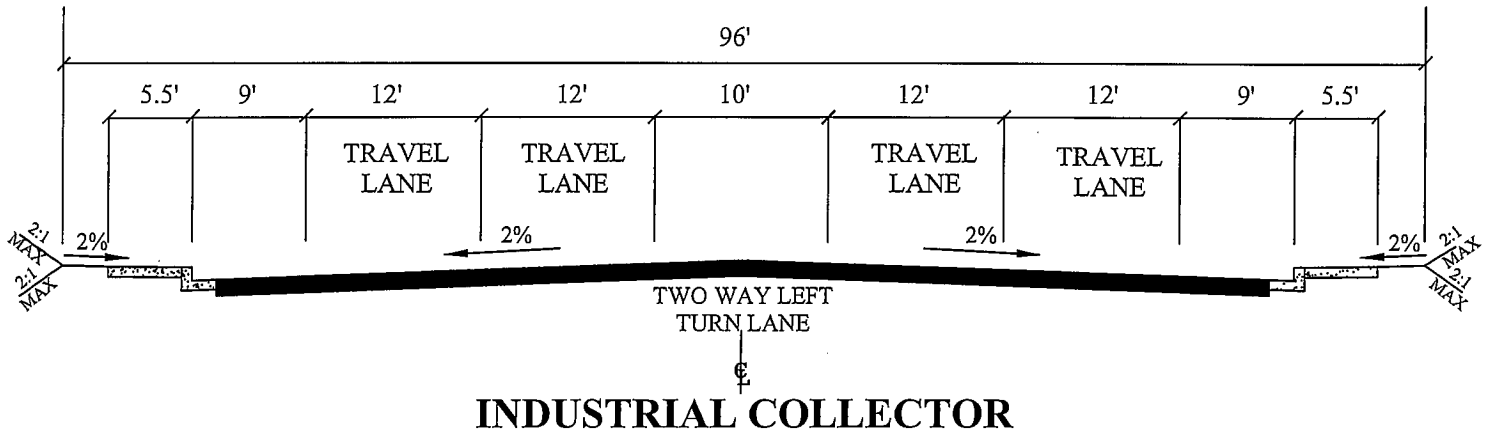 96'
5.5' 9' 12' 12' 10' 12' 12' 9' 5.5'
TRAVEL LANE
TRAVEL LANE
TRAVEL LANE
TRAVEL LANE
2:1 MAX
2:1 MAX
2%
2%
2%
2%
2:1 MAX
2:1 MAX
TWO WAY LEFT
TURN LANE
℄
INDUSTRIAL COLLECTOR